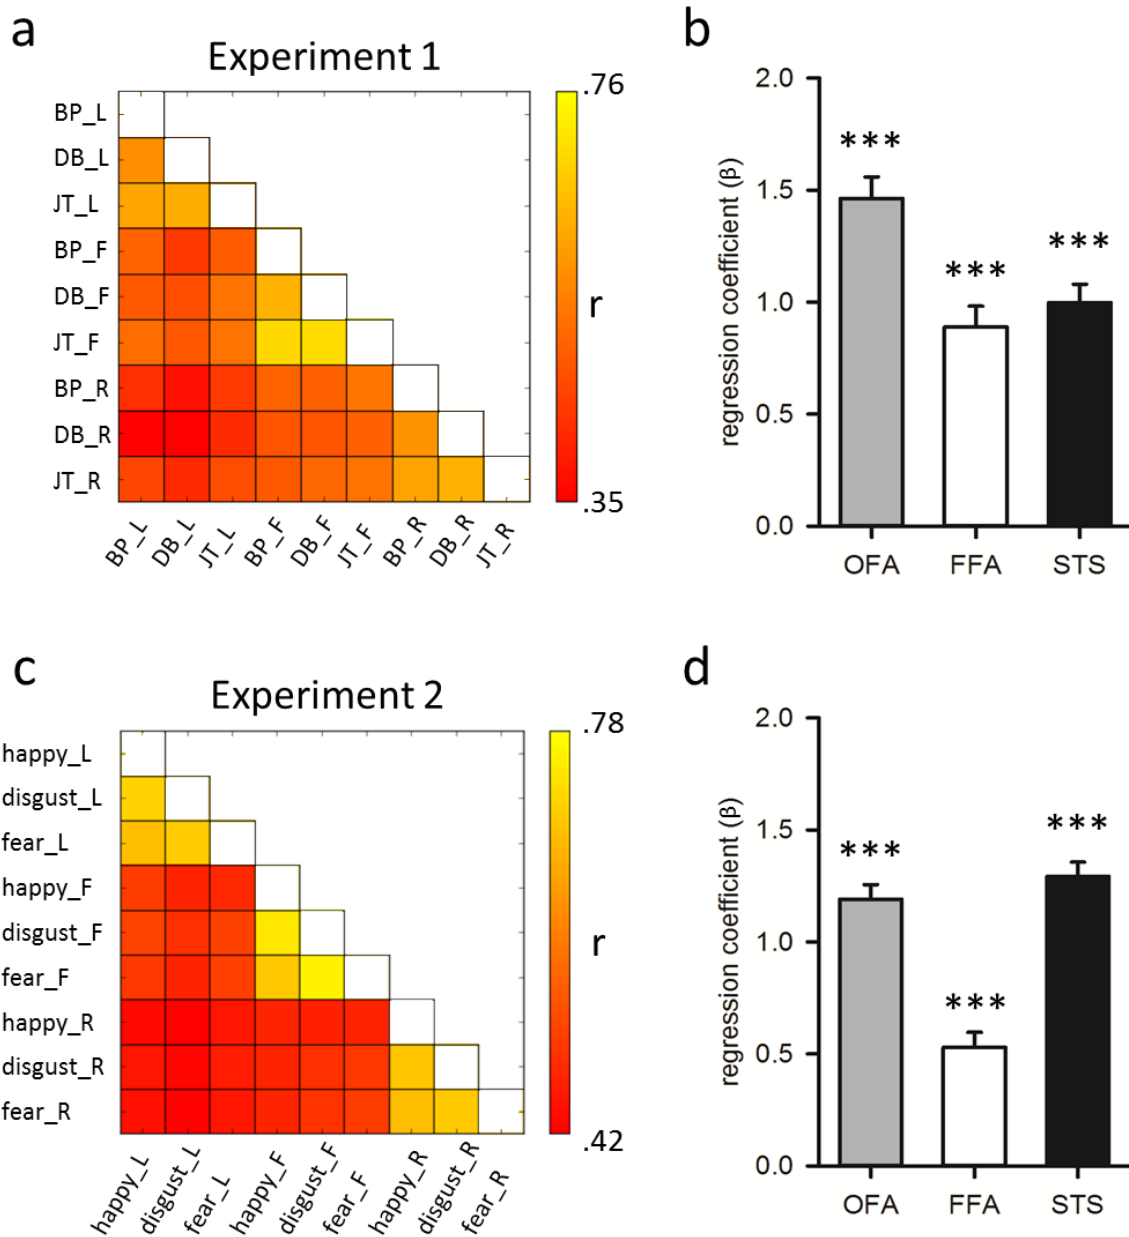 a
Experiment 1
.76
BP_L
DB_L
JT_L
BP_F
DB_F
JT_F
BP_R
DB_R
JT_R
r
.35
BP_L DB_L JT_L BP_F DB_F JT_F BP_R DB_R JT_R
b
regression coefficient (β)
2.0
1.5
1.0
0.5
0.0
***
***
***
OFA FFA STS
c
Experiment 2
.78
happy_L
disgust_L
fear_L
happy_F
disgust_F
fear_F
happy_R
disgust_R
fear_R
r
.42
happy_L disgust_L fear_L happy_F disgust_F fear_F happy_R disgust_R fear_R
d
regression coefficient (β)
2.0
1.5
1.0
0.5
0.0
***
***
***
OFA FFA STS